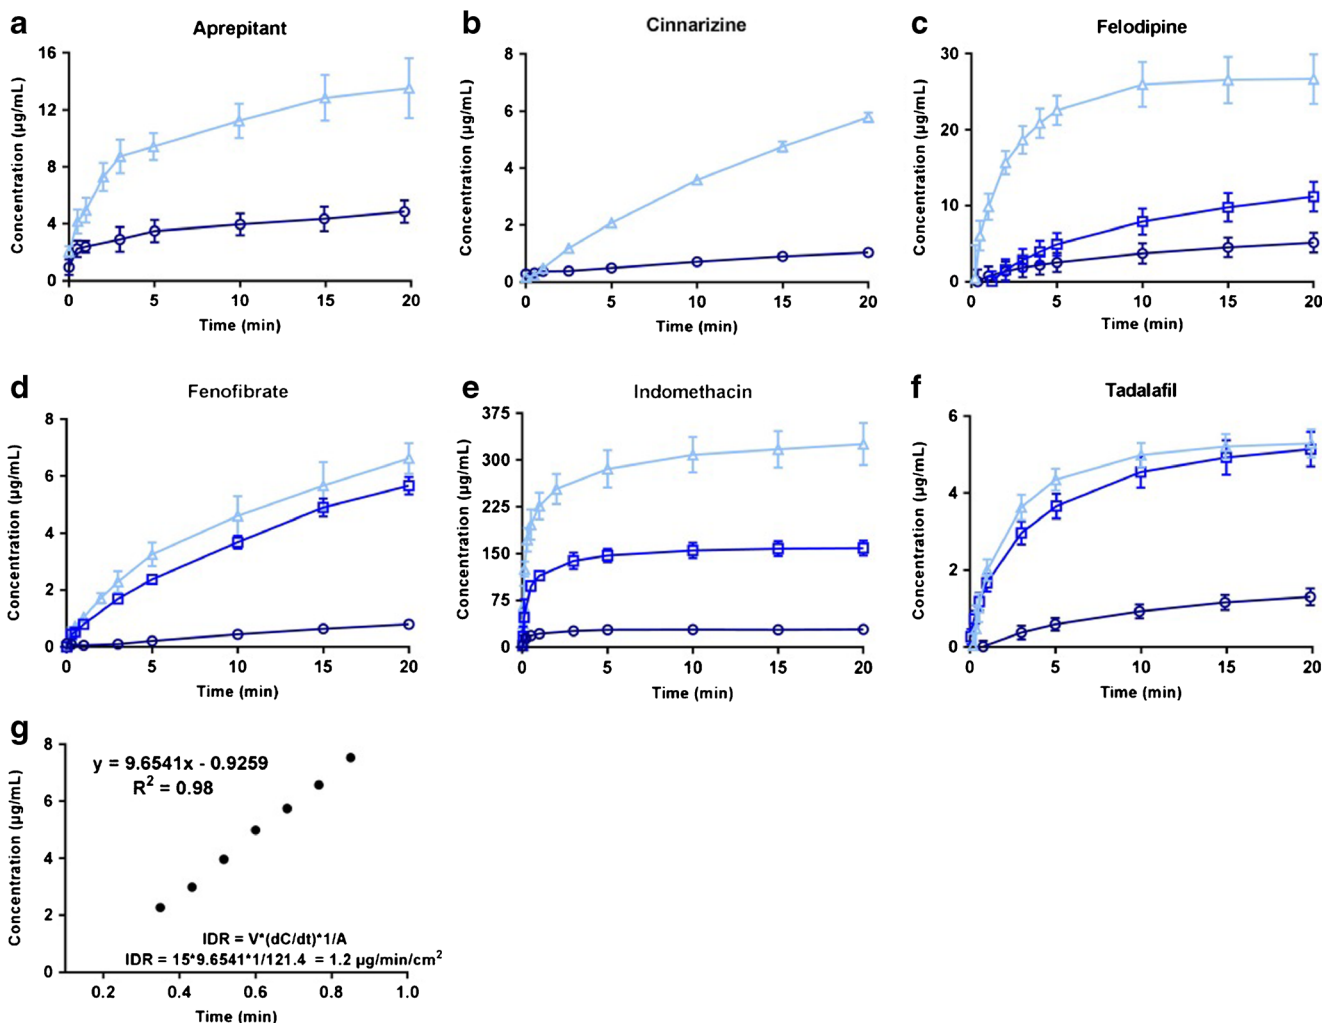 a
Aprepitant
Concentration (µg/mL)
16
12
8
4
0
0 5 10 15 20
Time (min)
b
Cinnarizine
Concentration (µg/mL)
8
6
4
2
0
0 5 10 15 20
Time (min)
c
Felodipine
Concentration (µg/mL)
30
20
10
0
0 5 10 15 20
Time (min)
d
Fenofibrate
Concentration (µg/mL)
8
6
4
2
0
0 5 10 15 20
Time (min)
e
Indomethacin
Concentration (µg/mL)
375
300
225
150
75
0
0 5 10 15 20
Time (min)
f
Tadalafil
Concentration (µg/mL)
6
4
2
0
0 5 10 15 20
Time (min)
g
Concentration (µg/mL)
8
6
4
2
0
y = 9.6541x - 0.9259
R² = 0.98
IDR = V*(dC/dt)*1/A
IDR = 15*9.6541*1/121.4 = 1.2 µg/min/cm²
0.2 0.4 0.6 0.8 1.0
Time (min)